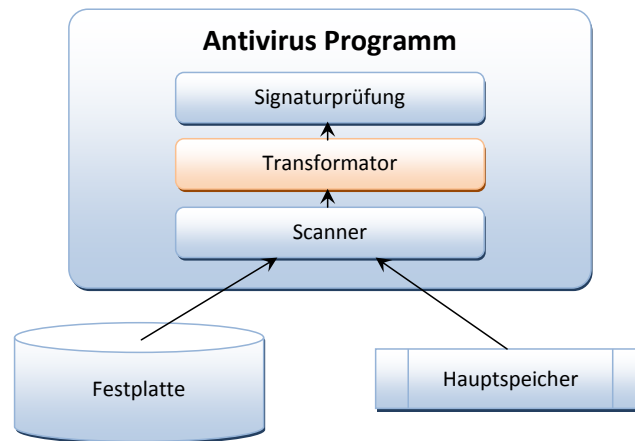 Antivirus Programm
Signaturprüfung
Transformator
Scanner
Festplatte
Hauptspeicher